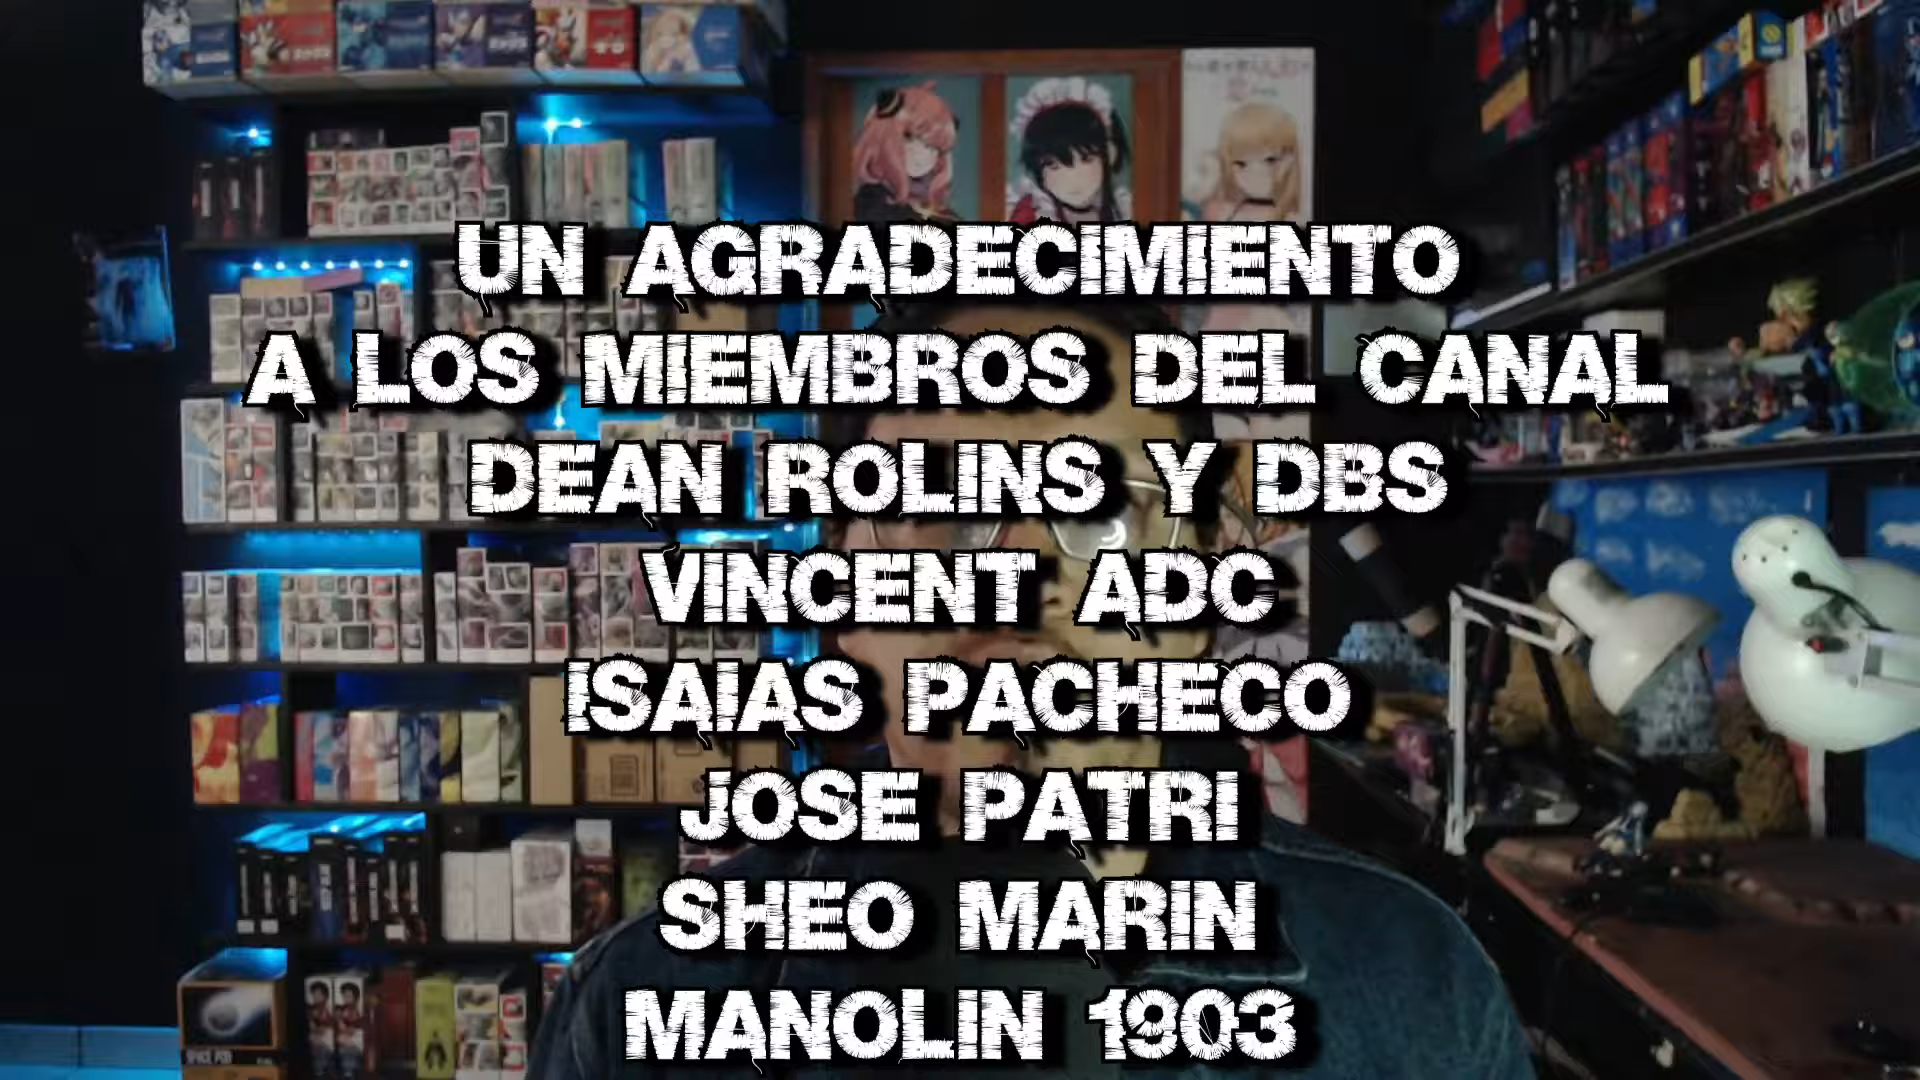 UN AGRADECIMIENTO
A LOS MIEMBROS DEL CANAL
DEAN ROLINS Y DBS
VINCENT ADC
ISAIAS PACHECO
JOSE PATRI
SHEO MARIN
MANOLIN 1903